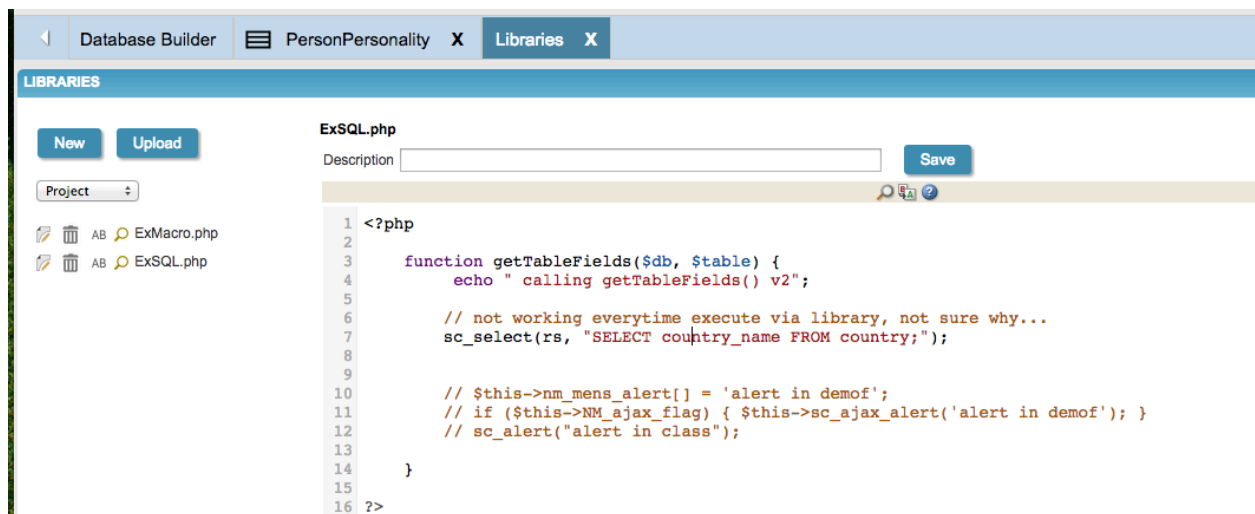 Database Builder PersonPersonality X Libraries X
LIBRARIES
New Upload
Project
AB ExMacro.php
AB ExSQL.php
ExSQL.php
Description Save
1 <?php
2
3 function getTableFields($db, $table) {
4 echo " calling getTableFields() v2";
5
6 // not working everytime execute via library, not sure why...
7 sc_select(rs, "SELECT country_name FROM country;");
8
9
10 // $this->nm_mens_alert[] = 'alert in demof';
11 // if ($this->NM_ajax_flag) { $this->sc_ajax_alert('alert in demof'); }
12 // sc_alert("alert in class");
13
14 }
15
16 ?>